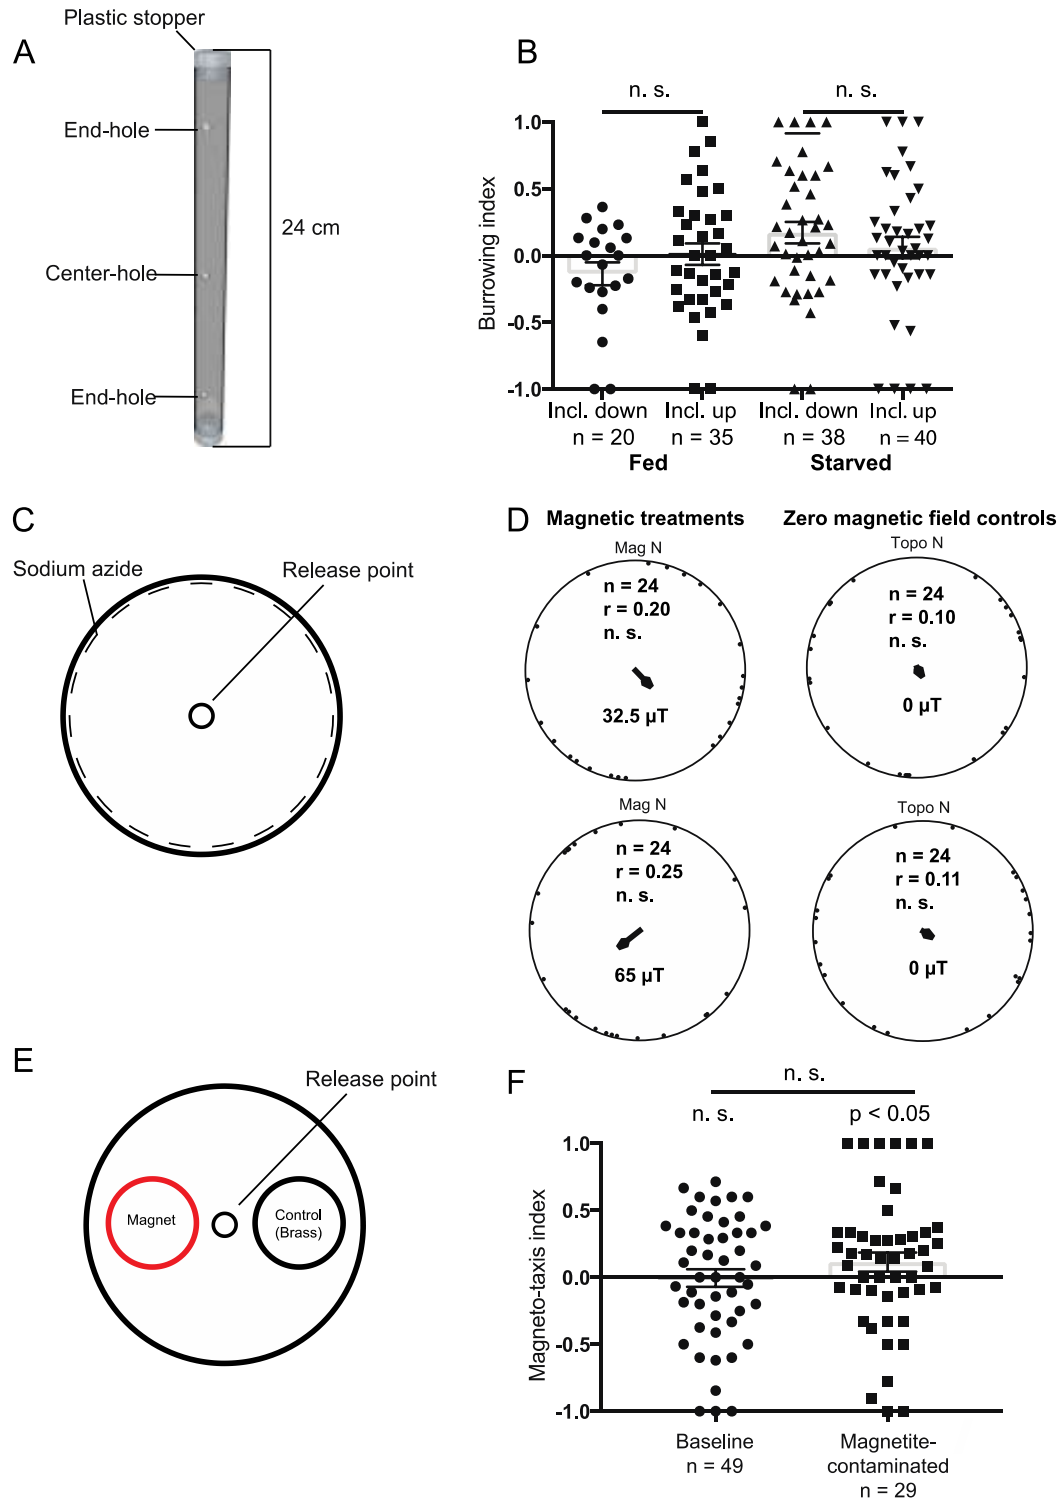 A
Plastic stopper
End-hole
Center-hole
End-hole
24 cm
B
n. s.
n. s.
Burrowing index
1.0
0.5
0.0
-0.5
-1.0
Incl. down
n = 20
Incl. up
n = 35
Incl. down
n = 38
Incl. up
n = 40
Fed
Starved
C
Sodium azide
Release point
D
Magnetic treatments
Zero magnetic field controls
Mag N
n = 24
r = 0.20
n. s.
32.5 µT
Topo N
n = 24
r = 0.10
n. s.
0 µT
Mag N
n = 24
r = 0.25
n. s.
65 µT
Topo N
n = 24
r = 0.11
n. s.
0 µT
E
Release point
Magnet
Control
(Brass)
F
n. s.
n. s.
p < 0.05
Magneto-taxis index
1.0
0.5
0.0
-0.5
-1.0
Baseline
n = 49
Magnetite-
contaminated
n = 29